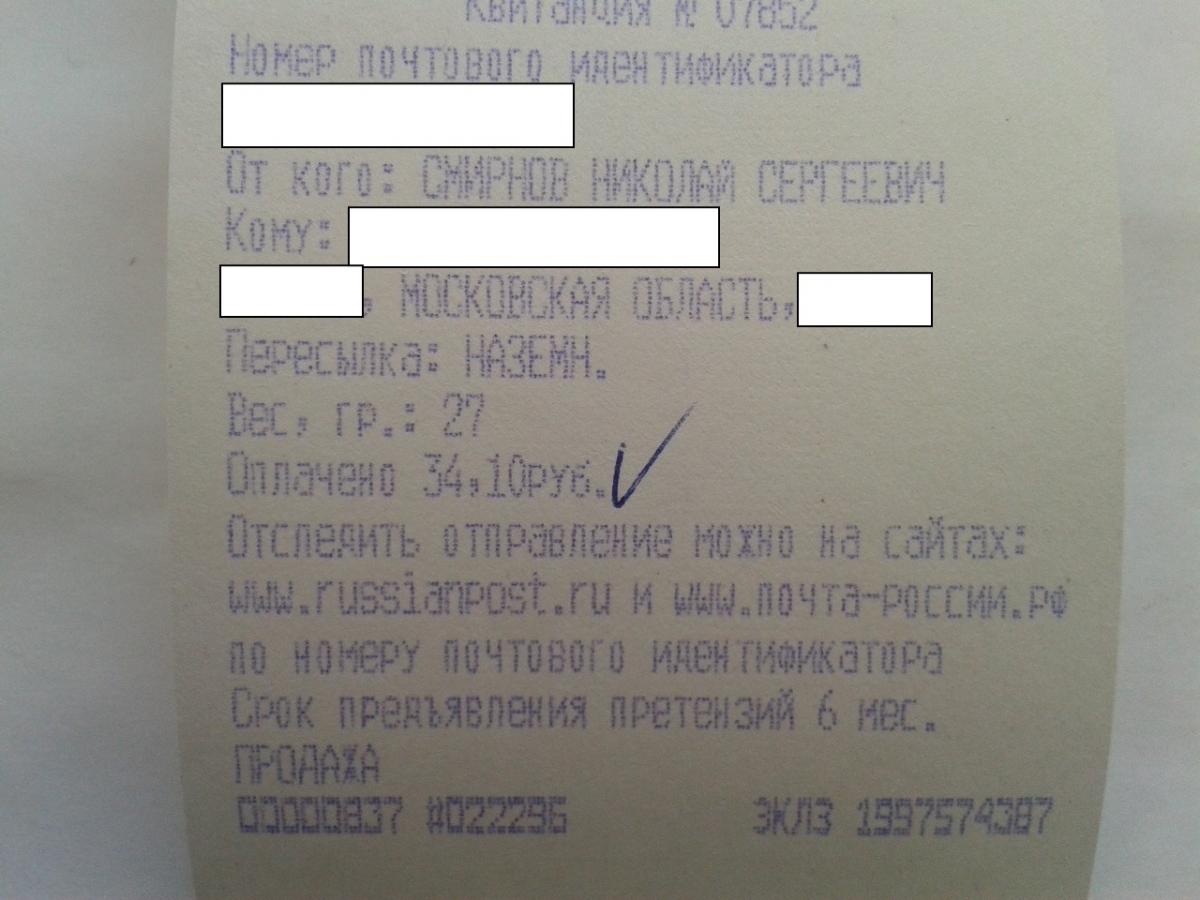 Квитанция № 07852
Номер почтового идентификатора
От кого: СМИРНОВ НИКОЛАЙ СЕРГЕЕВИЧ
Кому:
, МОСКОВСКАЯ ОБЛАСТЬ,
Пересылка: НАЗЕМН.
Вес, гр.: 27
Оплачено 34,10руб.
Отследить отправление можно на сайтах:
www.russianpost.ru и www.почта-россии.рф
по номеру почтового идентификатора
Срок предъявления претензий 6 мес.
ПРОДАЖА
00000837 #022296 ЭКЛЗ 1997574387